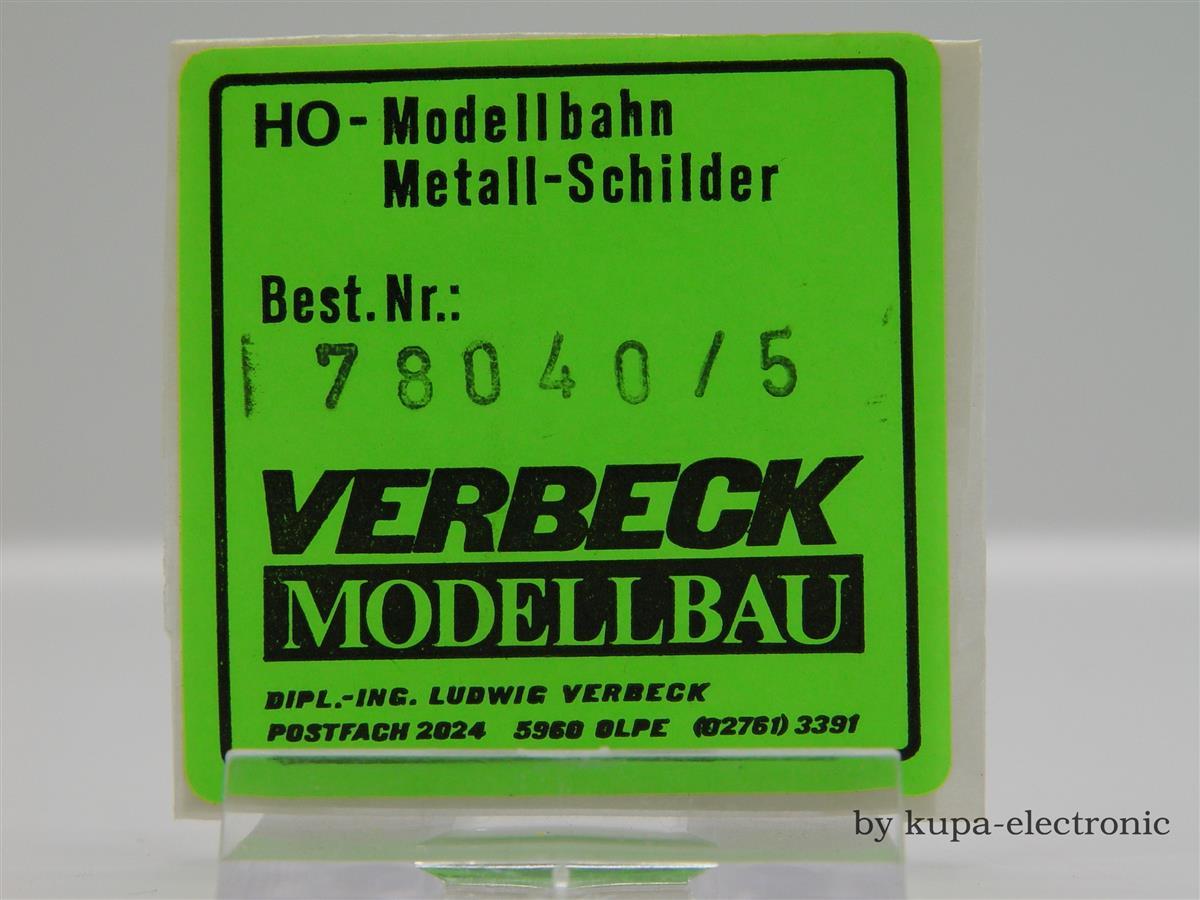 HO-Modellbahn
Metall-Schilder
Best.Nr.:
78040/5
VERBECK
MODELLBAU
DIPL.-ING. LUDWIG VERBECK
POSTFACH 2024 5960 OLPE (02761) 3391
by kupa-electronic